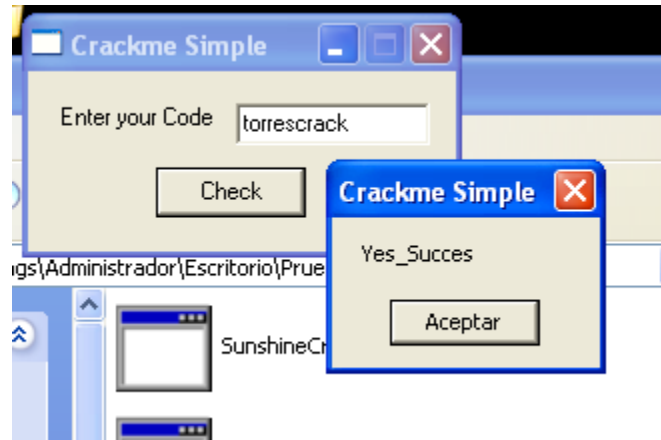 Crackme Simple
Enter your Code
torrescrack
Check
Crackme Simple
Yes_Succes
Aceptar
gs\Administrador\Escritorio\Prue
SunshineCr